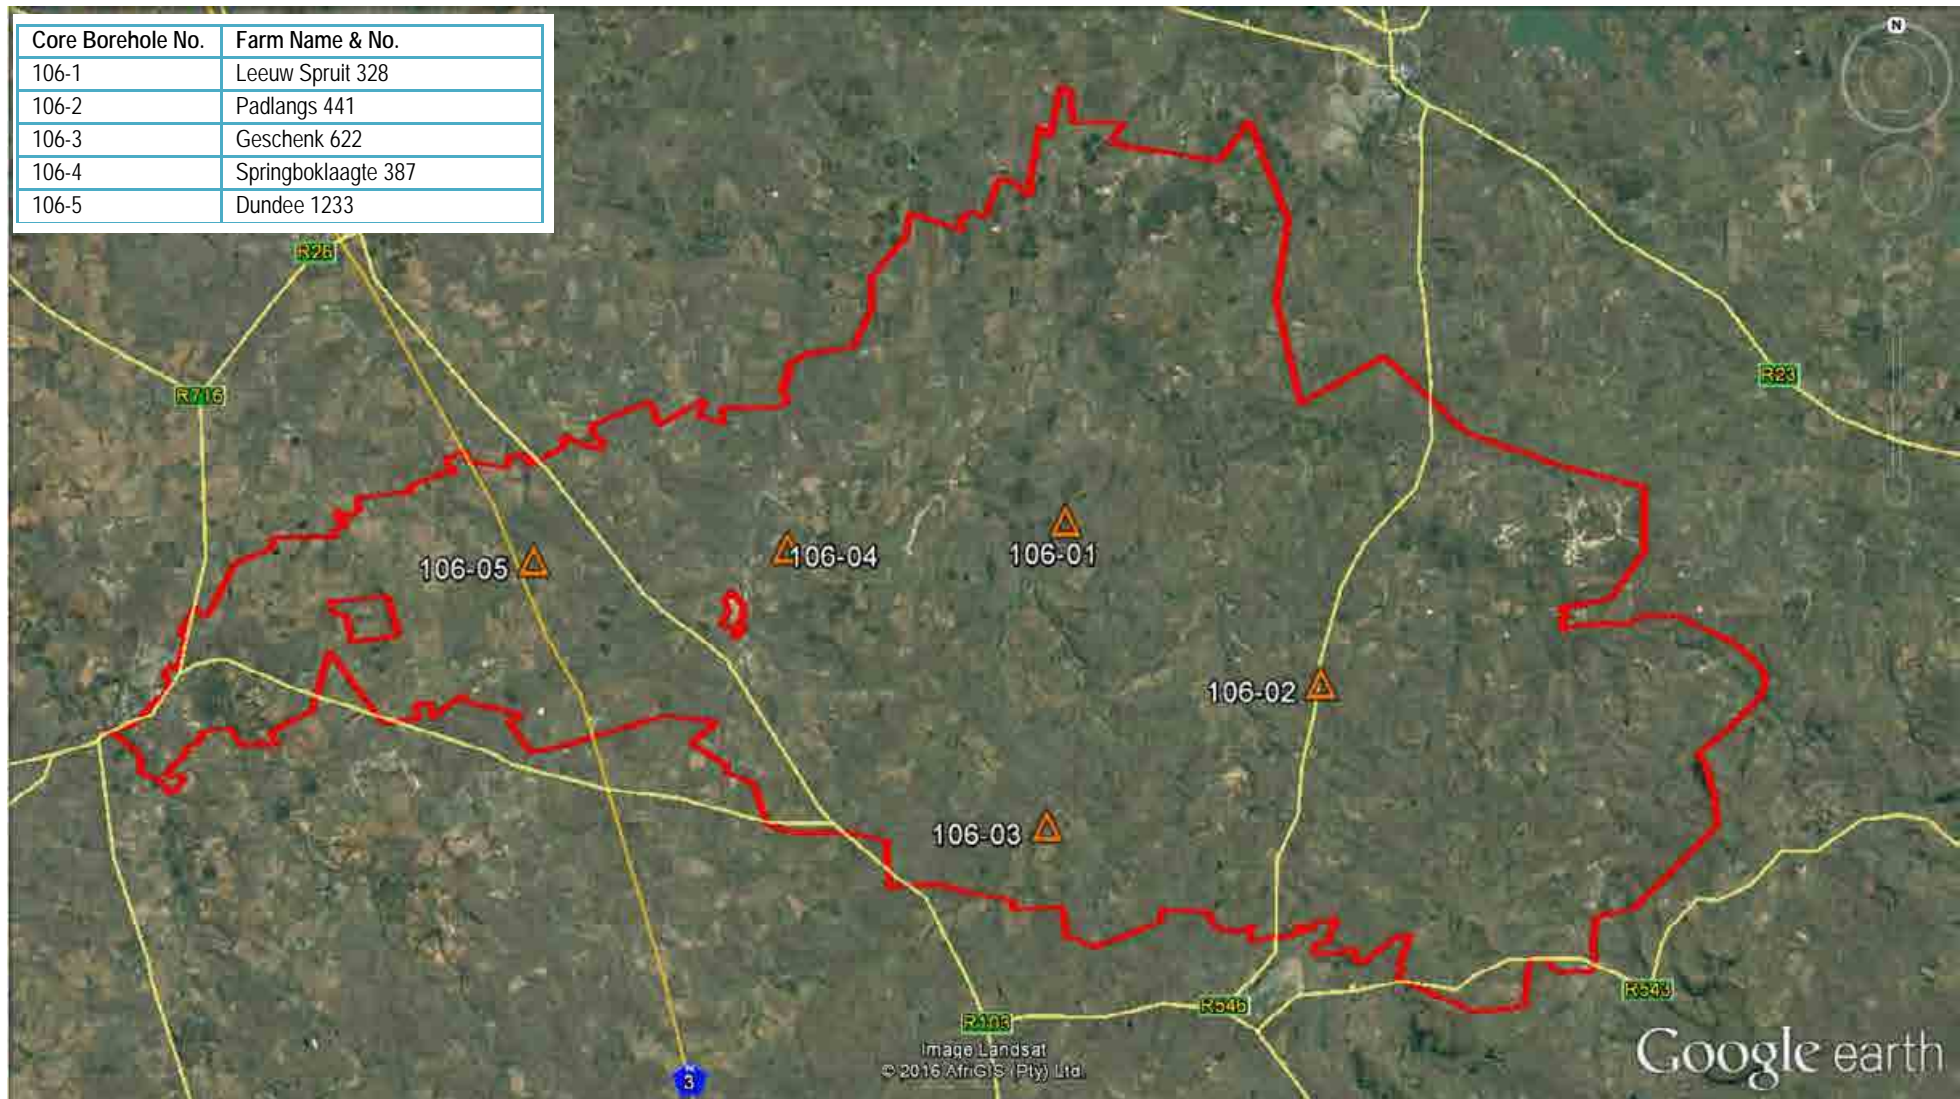 Core Borehole No. Farm Name & No.
106-1 Leeuw Spruit 328
106-2 Padlangs 441
106-3 Geschenk 622
106-4 Springboklaagte 387
106-5 Dundee 1233
N
R26
R716
R23
106-01
106-04
106-05
106-02
106-03
R546
R543
R103
Image Landsat
© 2016 AfriGIS (Pty) Ltd.
N
3
Google earth